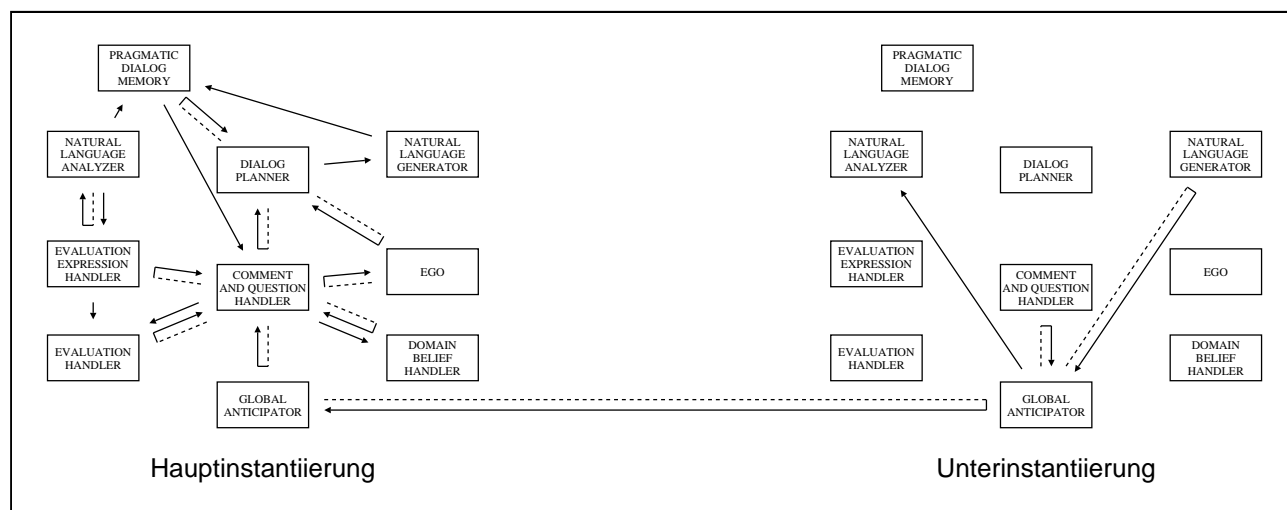 PRAGMATIC
DIALOG
MEMORY
NATURAL
LANGUAGE
ANALYZER
DIALOG
PLANNER
NATURAL
LANGUAGE
GENERATOR
EVALUATION
EXPRESSION
HANDLER
COMMENT
AND QUESTION
HANDLER
EGO
EVALUATION
HANDLER
DOMAIN
BELIEF
HANDLER
GLOBAL
ANTICIPATOR
Hauptinstantiierung
PRAGMATIC
DIALOG
MEMORY
NATURAL
LANGUAGE
ANALYZER
DIALOG
PLANNER
NATURAL
LANGUAGE
GENERATOR
EVALUATION
EXPRESSION
HANDLER
COMMENT
AND QUESTION
HANDLER
EGO
EVALUATION
HANDLER
DOMAIN
BELIEF
HANDLER
GLOBAL
ANTICIPATOR
Unterinstantiierung